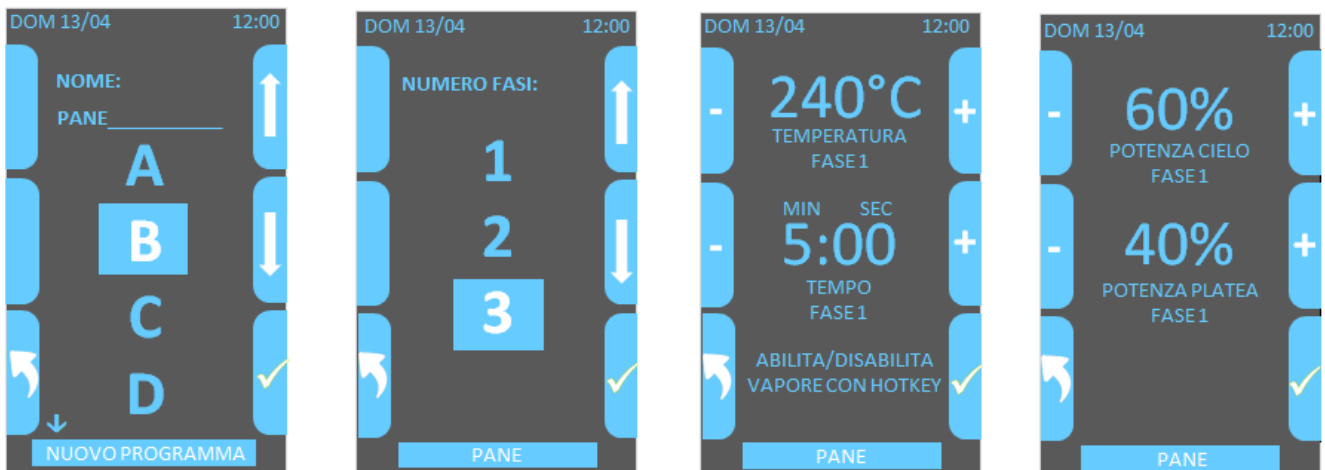 DOM 13/04 12:00
NOME:
PANE__________
A
B
C
D
NUOVO PROGRAMMA
DOM 13/04 12:00
NUMERO FASI:
1
2
3
PANE
DOM 13/04 12:00
- 240°C +
TEMPERATURA
FASE 1
MIN SEC
- 5:00 +
TEMPO
FASE 1
ABILITA/DISABILITA
VAPORE CON HOTKEY
PANE
DOM 13/04 12:00
- 60% +
POTENZA CIELO
FASE 1
- 40% +
POTENZA PLATEA
FASE 1
PANE